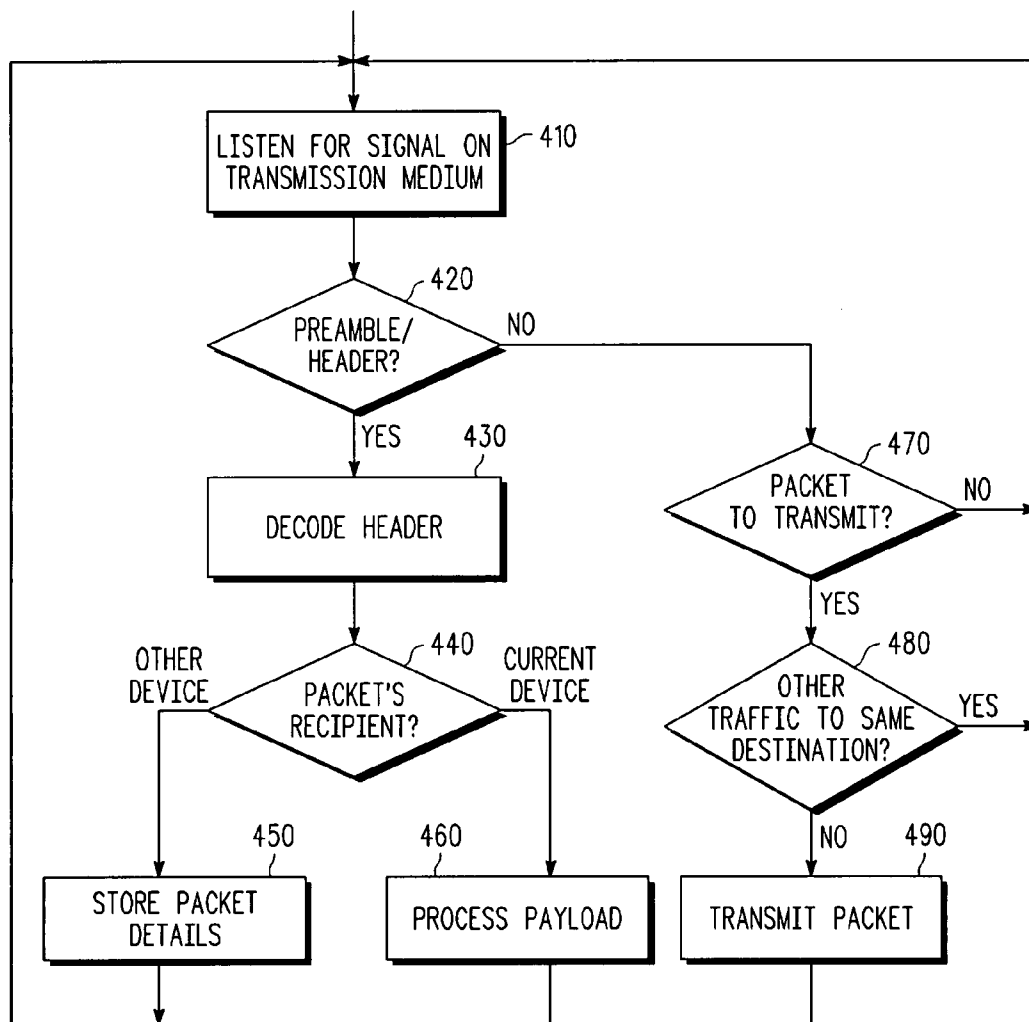 LISTEN FOR SIGNAL ON
TRANSMISSION MEDIUM
410
420
PREAMBLE/
HEADER?
NO
YES
430
DECODE HEADER
470
PACKET
TO TRANSMIT?
NO
YES
440
OTHER
DEVICE
PACKET'S
RECIPIENT?
CURRENT
DEVICE
480
OTHER
TRAFFIC TO SAME
DESTINATION?
YES
NO
450
STORE PACKET
DETAILS
460
PROCESS PAYLOAD
490
TRANSMIT PACKET